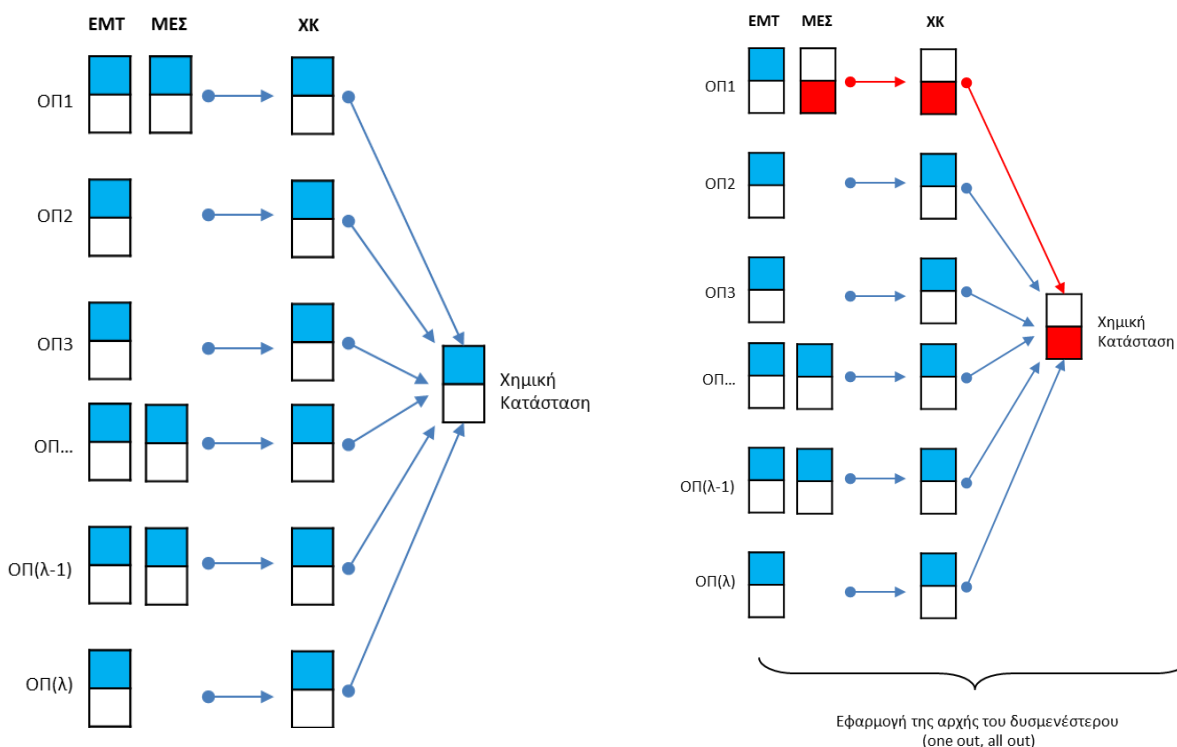 ΕΜΤ ΜΕΣ ΧΚ
ΟΠ1
ΟΠ2
ΟΠ3
ΟΠ...
ΟΠ(λ-1)
ΟΠ(λ)
Χημική
Κατάσταση
ΕΜΤ ΜΕΣ ΧΚ
ΟΠ1
ΟΠ2
ΟΠ3
ΟΠ...
ΟΠ(λ-1)
ΟΠ(λ)
Χημική
Κατάσταση
Εφαρμογή της αρχής του δυσμενέστερου
(one out, all out)